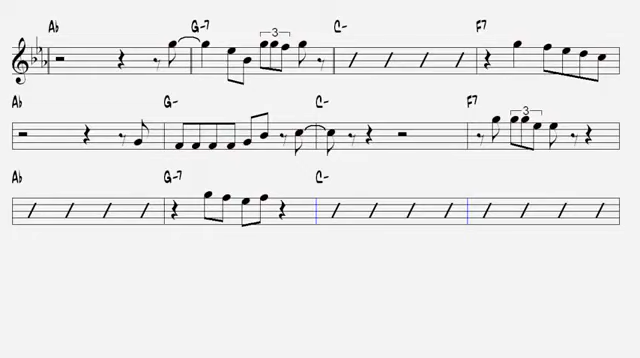 Ab G-7 C- F7
3
Ab G- C- F7
3
Ab G-7 C-